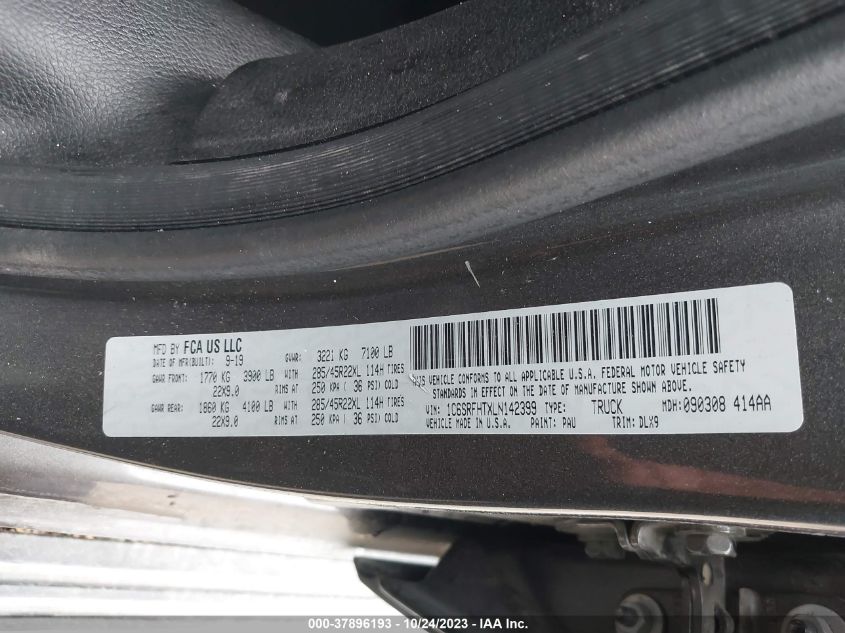 MFD BY FCA US LLC
DATE OF MFR(BUILT): 9-19 GVWR: 3221 KG 7100 LB
GAWR FRONT: 1770 KG 3900 LB WITH 285/45R22XL 114H TIRES
22X9.0 RIMS AT 250 KPA ( 36 PSI) COLD
GAWR REAR: 1860 KG 4100 LB WITH 285/45R22XL 114H TIRES
22X9.0 RIMS AT 250 KPA ( 36 PSI) COLD
THIS VEHICLE CONFORMS TO ALL APPLICABLE U.S.A. FEDERAL MOTOR VEHICLE SAFETY
STANDARDS IN EFFECT ON THE DATE OF MANUFACTURE SHOWN ABOVE.
VIN: 1C6SRFHTXLN142399 TYPE: TRUCK MDH:090308 414AA
VEHICLE MADE IN U.S.A. PAINT: PAU TRIM: DLX9
000-37896193 - 10/24/2023 - IAAI.com